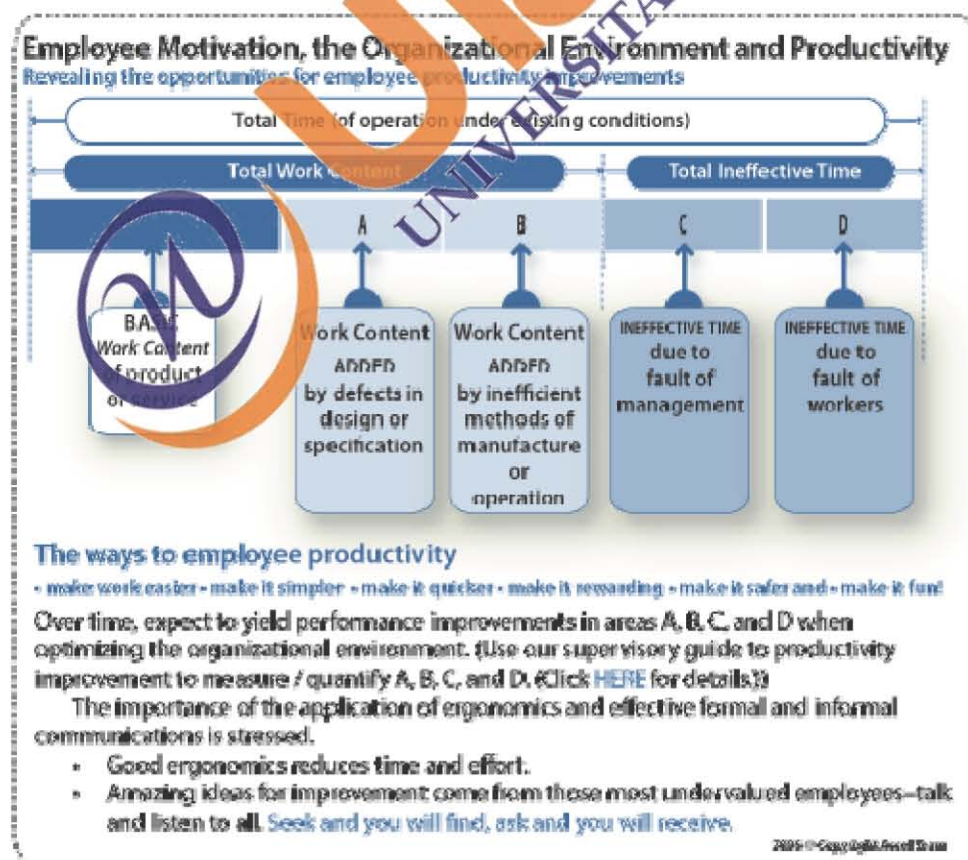 Employee Motivation, the Organizational Environment and Productivity
Revealing the opportunities for employee productivity improvements
Total Time (of operation under existing conditions)
Total Work Content
Total Ineffective Time
A
B
C
D
BASIC
Work Content
of product
or service
Work Content
ADDED
by defects in
design or
specification
Work Content
ADDED
by inefficient
methods of
manufacture
or
operation
INEFFECTIVE TIME
due to
fault of
management
INEFFECTIVE TIME
due to
fault of
workers
The ways to employee productivity
- make work easier - make it simpler - make it quicker - make it rewarding - make it safer and - make it fun!
Over time, expect to yield performance improvements in areas A, B, C, and D when
optimizing the organizational environment. (Use our supervisory guide to productivity
improvement to measure / quantify A, B, C, and D. (Click HERE for details.))
The importance of the application of ergonomics and effective formal and informal
communications is stressed.
• Good ergonomics reduces time and effort.
• Amazing ideas for improvement come from those most undervalued employees–talk
and listen to all. Seek and you will find, ask and you will receive.
© Copyright Accel Team